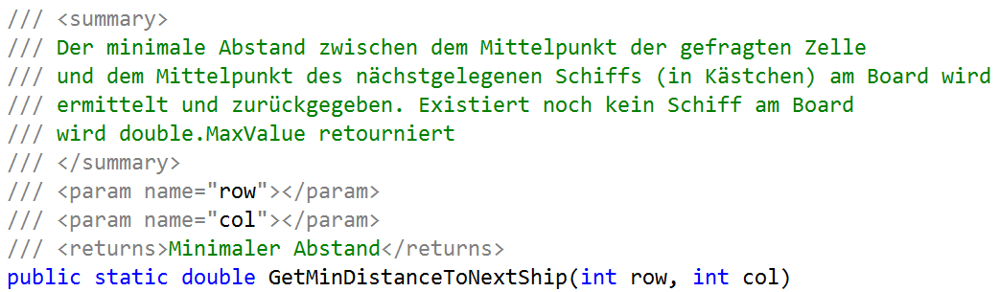 /// <summary>
/// Der minimale Abstand zwischen dem Mittelpunkt der gefragten Zelle
/// und dem Mittelpunkt des nächstgelegenen Schiffs (in Kästchen) am Board wird
/// ermittelt und zurückgegeben. Existiert noch kein Schiff am Board
/// wird double.MaxValue retourniert
/// </summary>
/// <param name="row"></param>
/// <param name="col"></param>
/// <returns>Minimaler Abstand</returns>
public static double GetMinDistanceToNextShip(int row, int col)